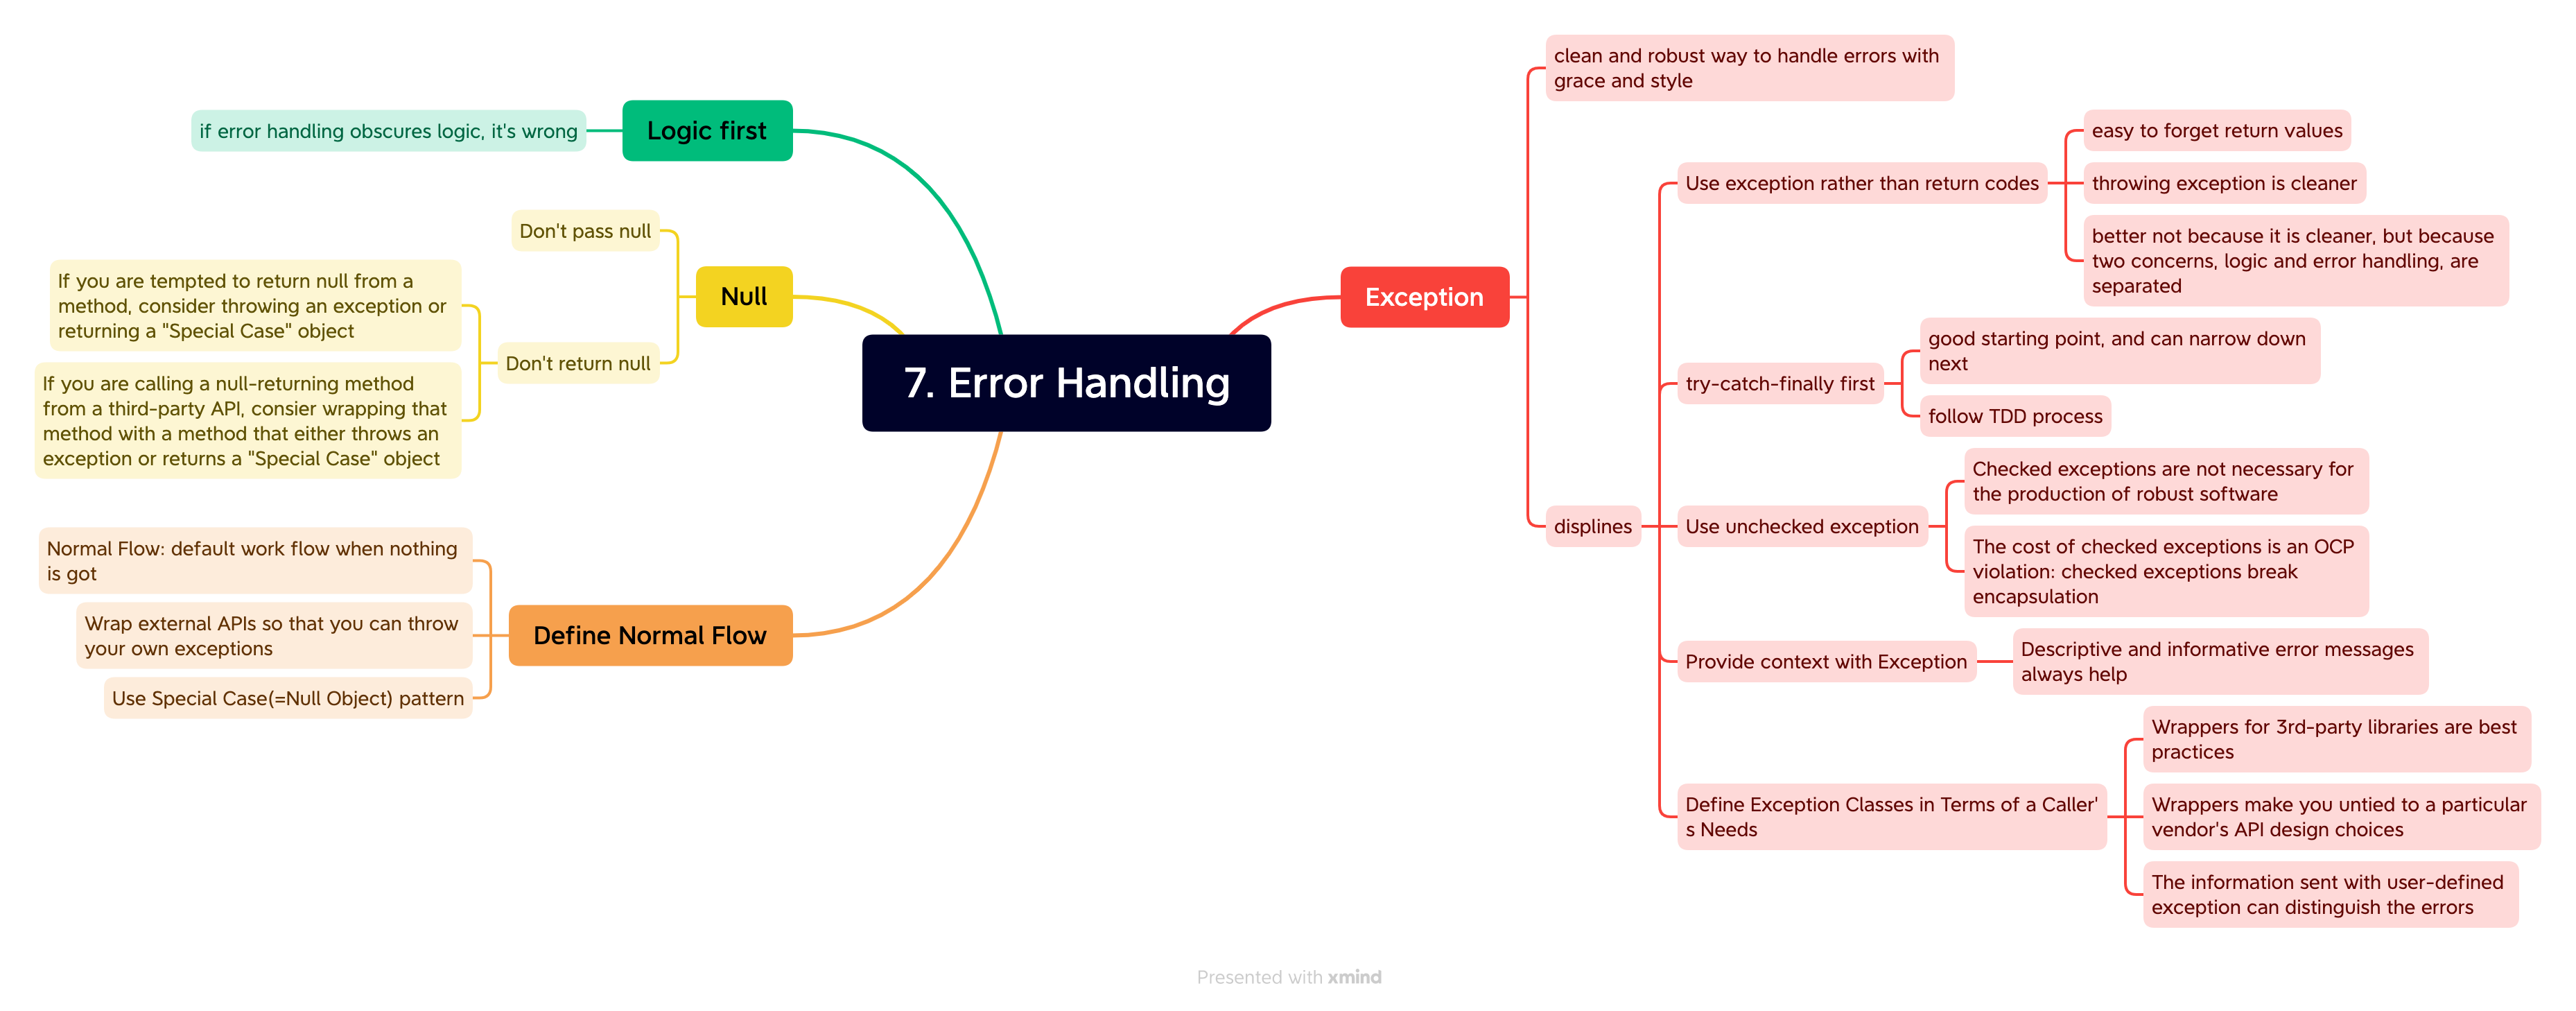 7. Error Handling
Exception
clean and robust way to handle errors with
grace and style
displines
Use exception rather than return codes
easy to forget return values
throwing exception is cleaner
better not because it is cleaner, but because
two concerns, logic and error handling, are
separated
try-catch-finally first
good starting point, and can narrow down
next
follow TDD process
Use unchecked exception
Checked exceptions are not necessary for
the production of robust software
The cost of checked exceptions is an OCP
violation: checked exceptions break
encapsulation
Provide context with Exception
Descriptive and informative error messages
always help
Define Exception Classes in Terms of a Caller'
s Needs
Wrappers for 3rd-party libraries are best
practices
Wrappers make you untied to a particular
vendor's API design choices
The information sent with user-defined
exception can distinguish the errors
Logic first
if error handling obscures logic, it's wrong
Null
Don't pass null
Don't return null
If you are tempted to return null from a
method, consider throwing an exception or
returning a "Special Case" object
If you are calling a null-returning method
from a third-party API, consier wrapping that
method with a method that either throws an
exception or returns a "Special Case" object
Define Normal Flow
Normal Flow: default work flow when nothing
is got
Wrap external APIs so that you can throw
your own exceptions
Use Special Case(=Null Object) pattern
Presented with xmind